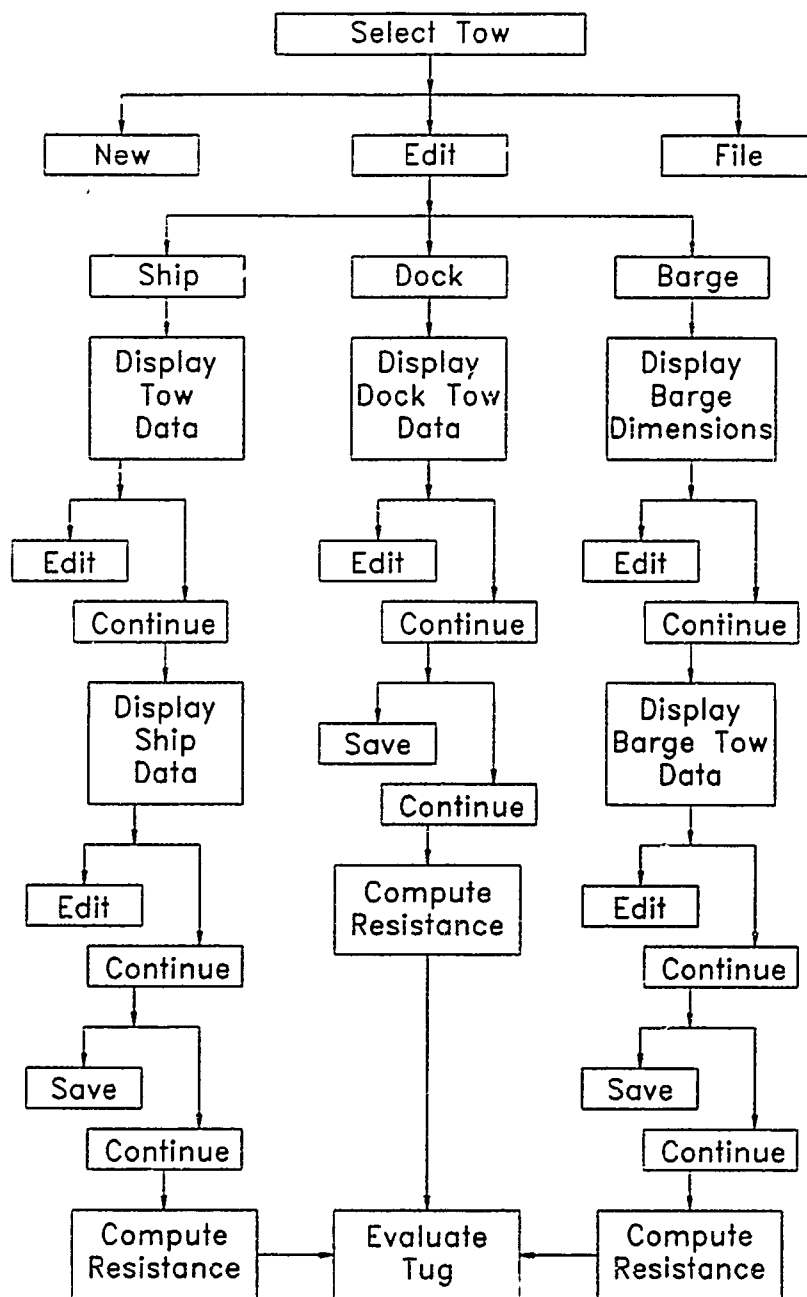 Select Tow
New
Edit
File
Ship
Dock
Barge
Display
Tow
Data
Display
Dock Tow
Data
Display
Barge
Dimensions
Edit
Edit
Edit
Continue
Continue
Continue
Display
Ship
Data
Save
Display
Barge Tow
Data
Continue
Edit
Compute
Resistance
Edit
Continue
Continue
Save
Save
Continue
Continue
Compute
Resistance
Evaluate
Tug
Compute
Resistance